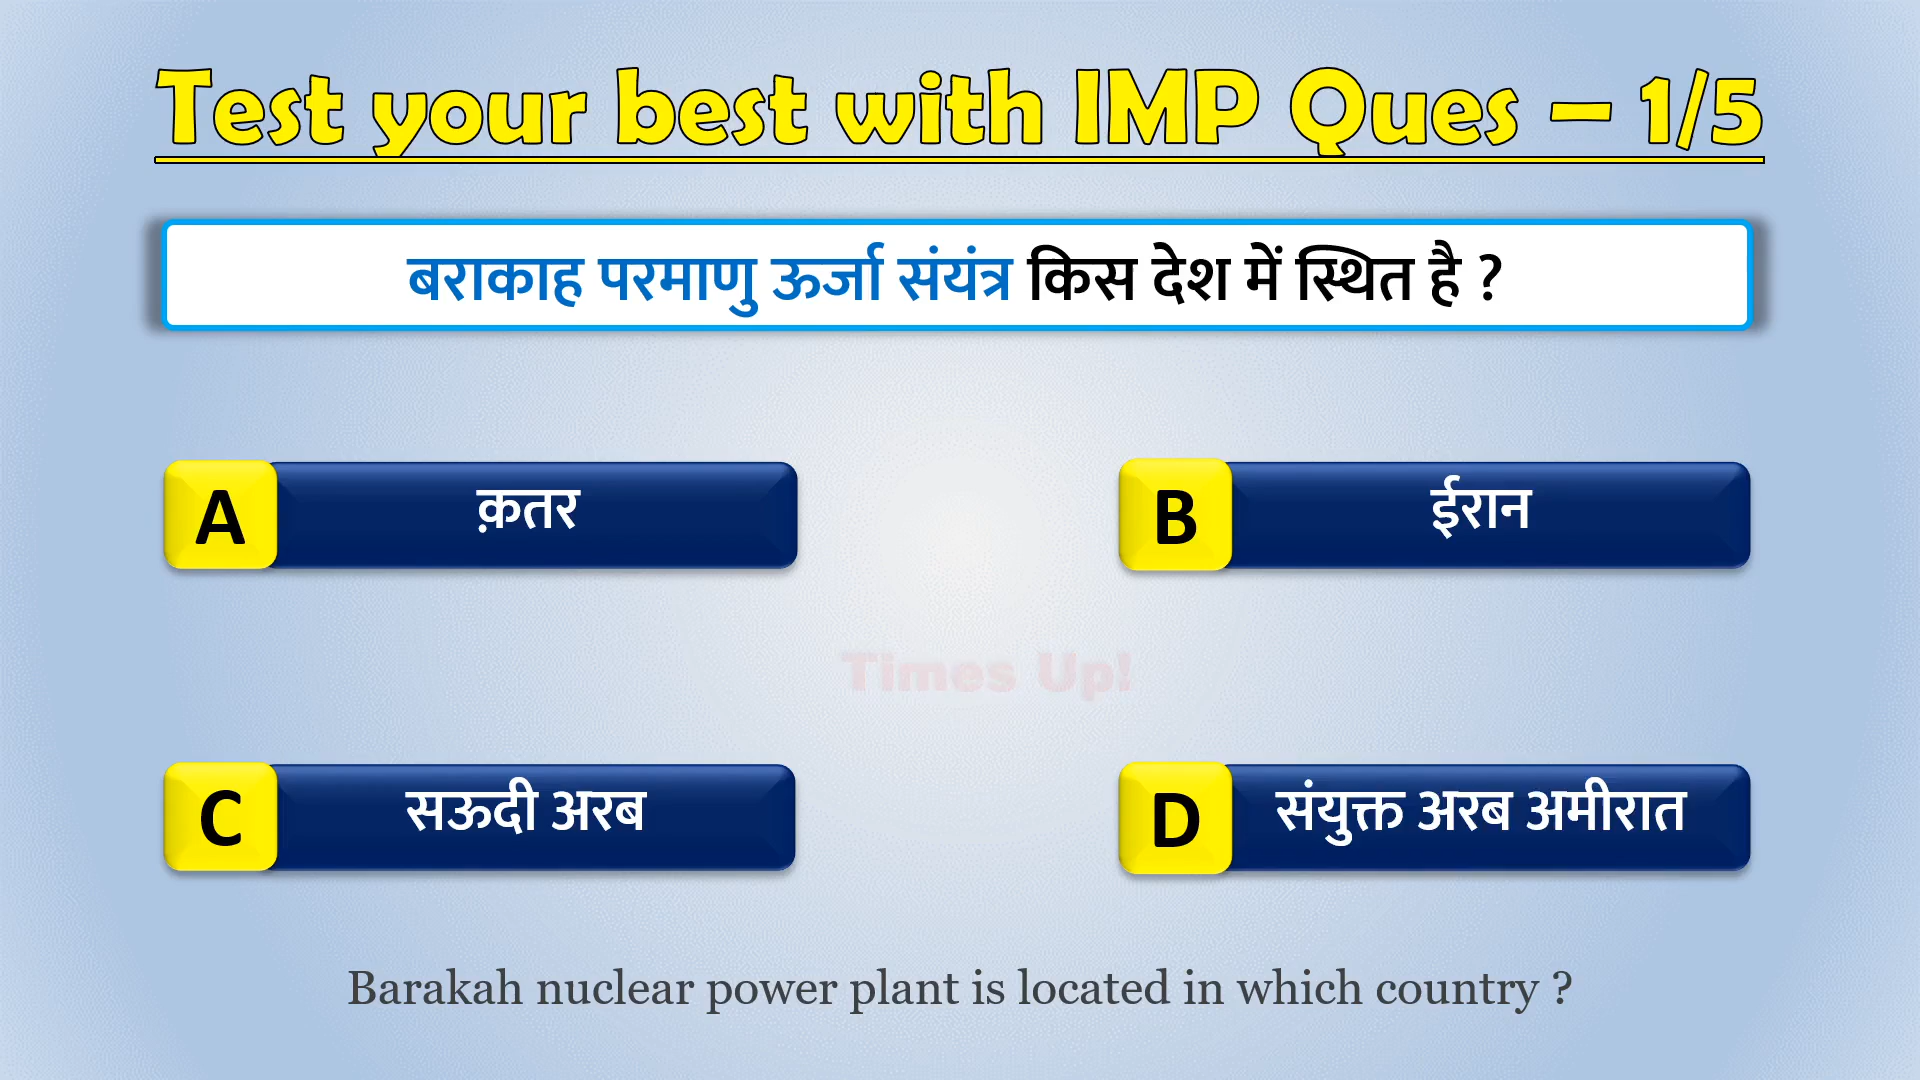 Test your best with IMP Ques – 1/5
बराकाह परमाणु ऊर्जा संयंत्र किस देश में स्थित है ?
A क़तर
B ईरान
Times Up!
C सऊदी अरब
D संयुक्त अरब अमीरात
Barakah nuclear power plant is located in which country ?